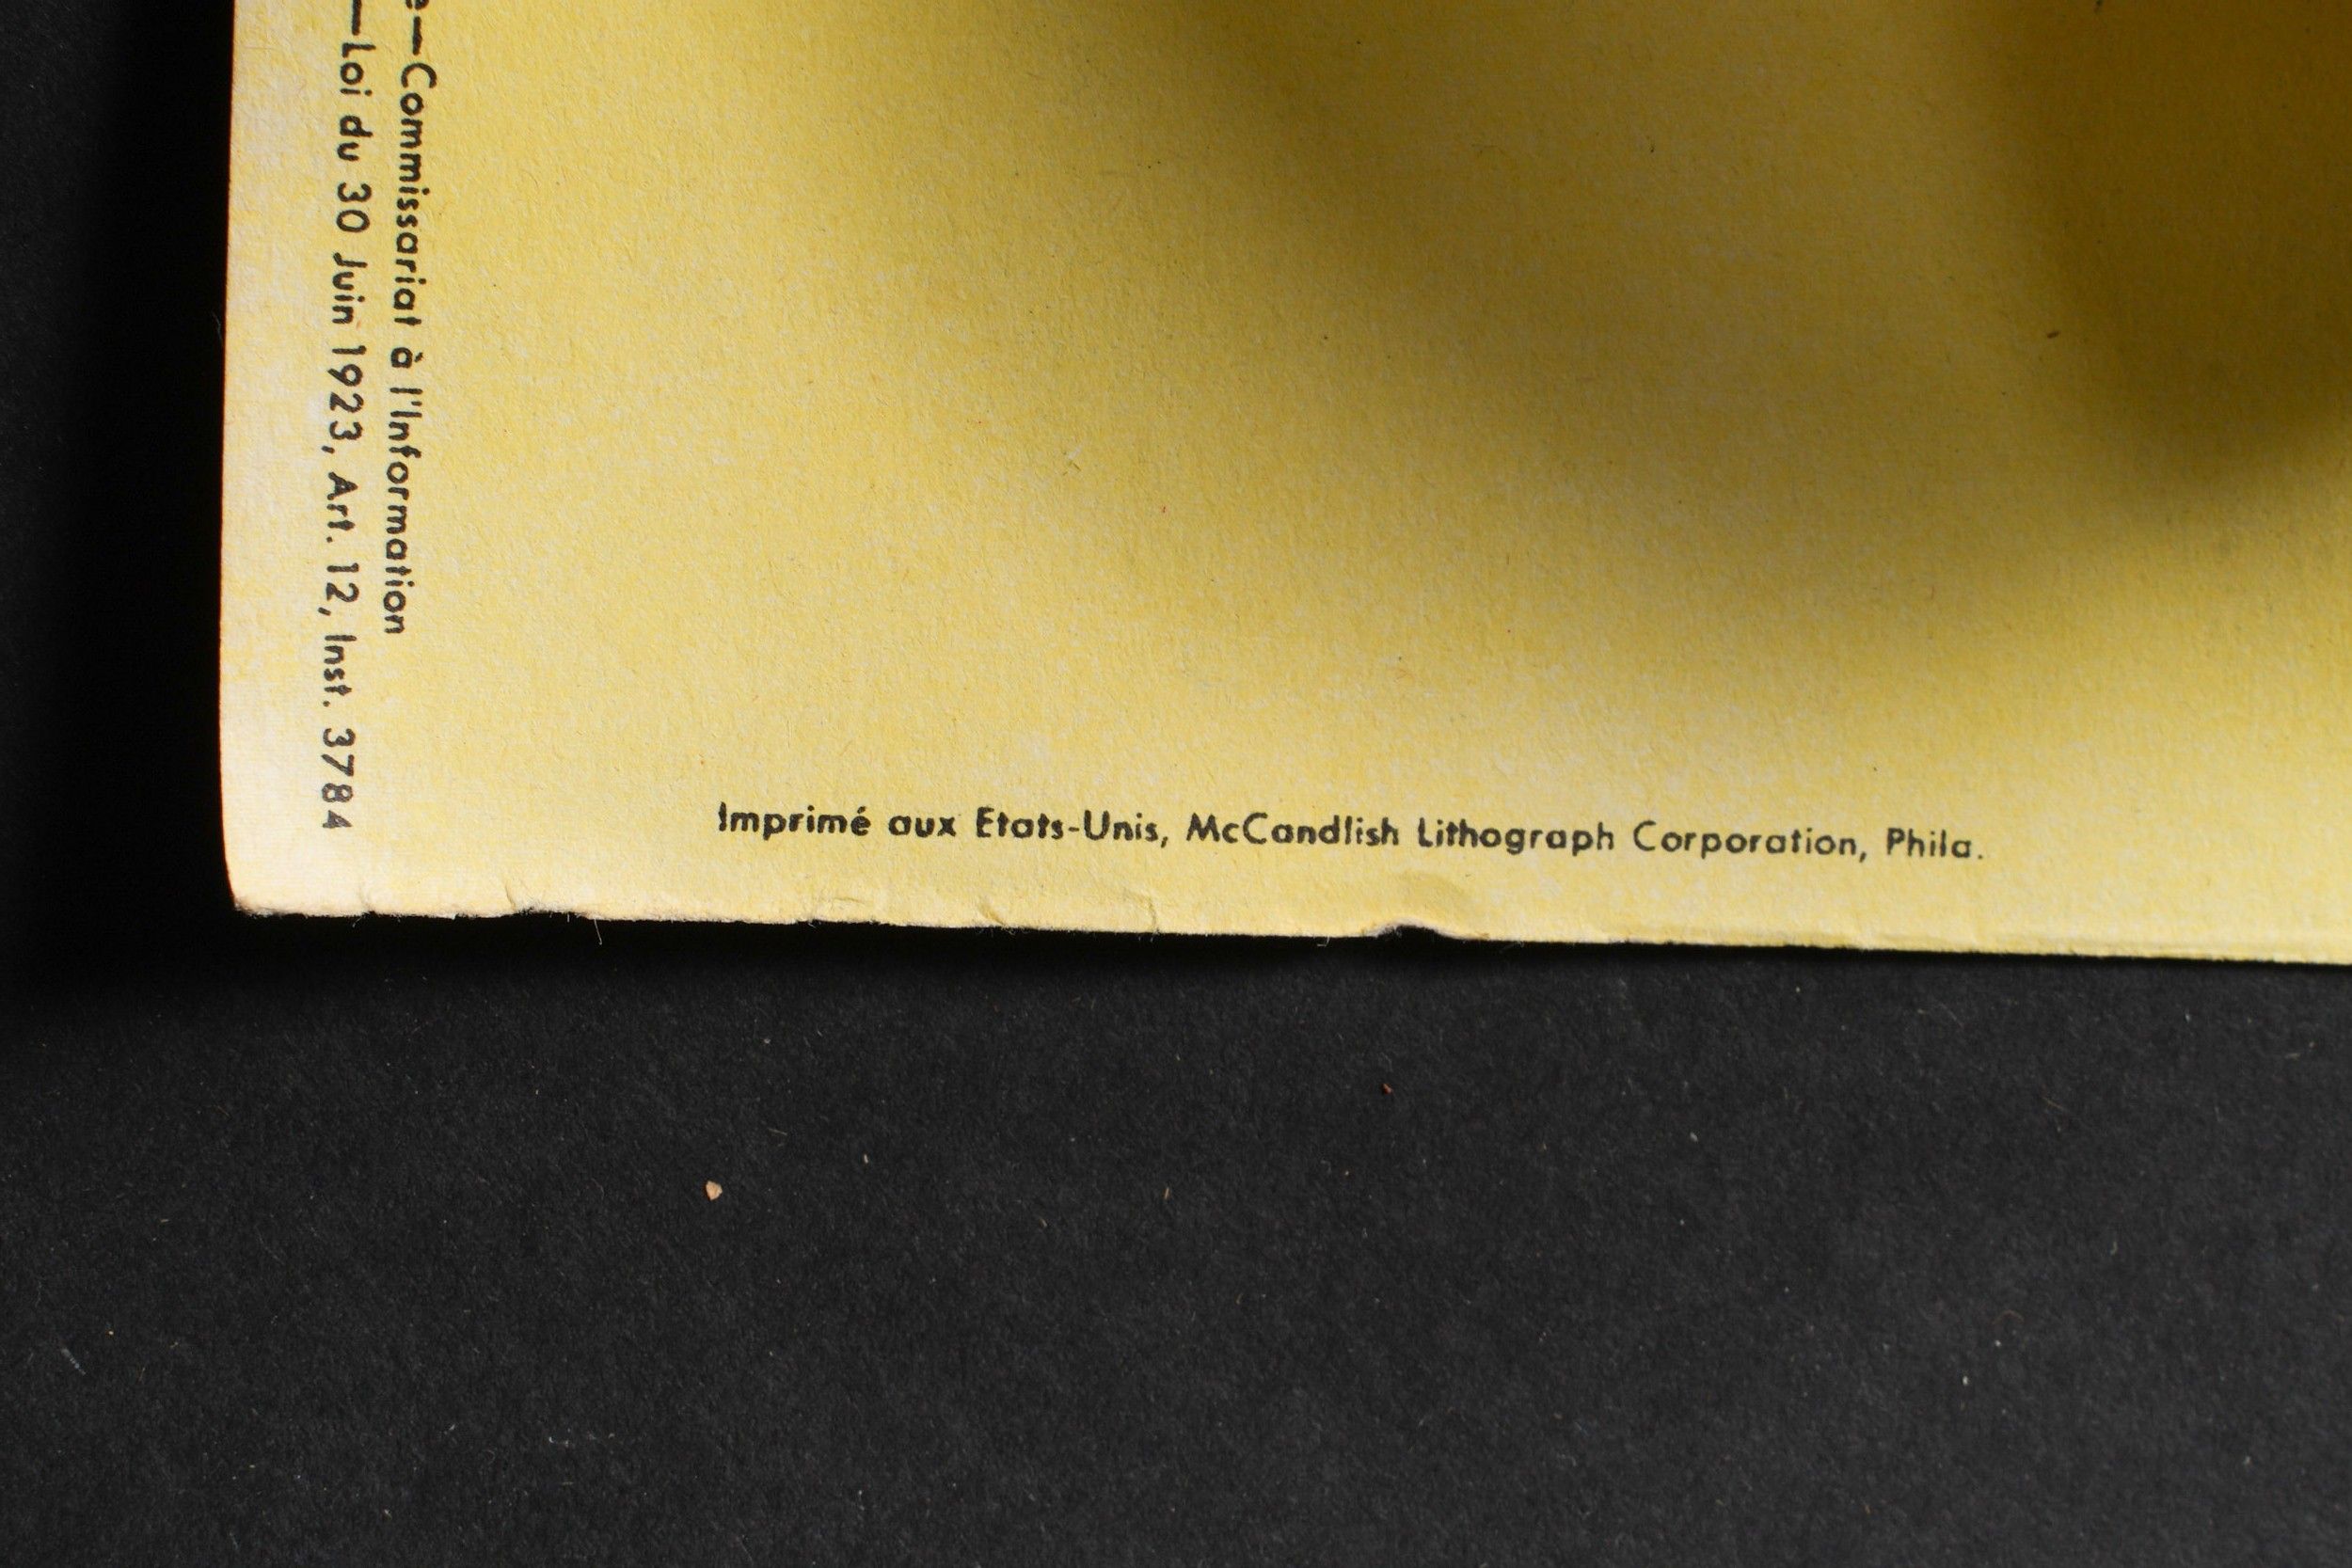 e—Commissariat à l'Information
—Loi du 30 Juin 1923, Art. 12, Inst. 3784
Imprimé aux Etats-Unis, McCandlish Lithograph Corporation, Phila.